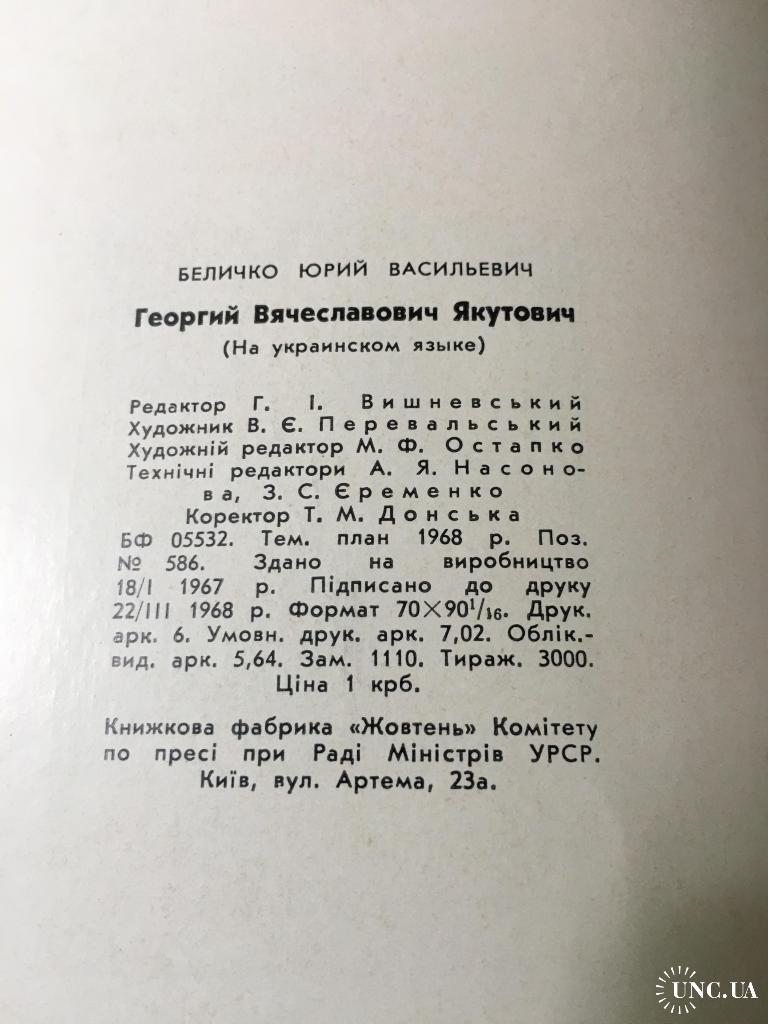 БЕЛИЧКО ЮРИЙ ВАСИЛЬЕВИЧ
Георгий Вячеславович Якутович
(На украинском языке)
Редактор Г. І. Вишневський
Художник В. Є. Перевальський
Художній редактор М. Ф. Остапко
Технічні редактори А. Я. Насоно-
ва, З. С. Єременко
Коректор Т. М. Донська
БФ 05532. Тем. план 1968 р. Поз.
№ 586. Здано на виробництво
18/I 1967 р. Підписано до друку
22/III 1968 р. Формат 70×90¹/₁₆. Друк.
арк. 6. Умовн. друк. арк. 7,02. Облік.-
вид. арк. 5,64. Зам. 1110. Тираж. 3000.
Ціна 1 крб.
Книжкова фабрика «Жовтень» Комітету
по пресі при Раді Міністрів УРСР.
Київ, вул. Артема, 23а.
UNC.UA